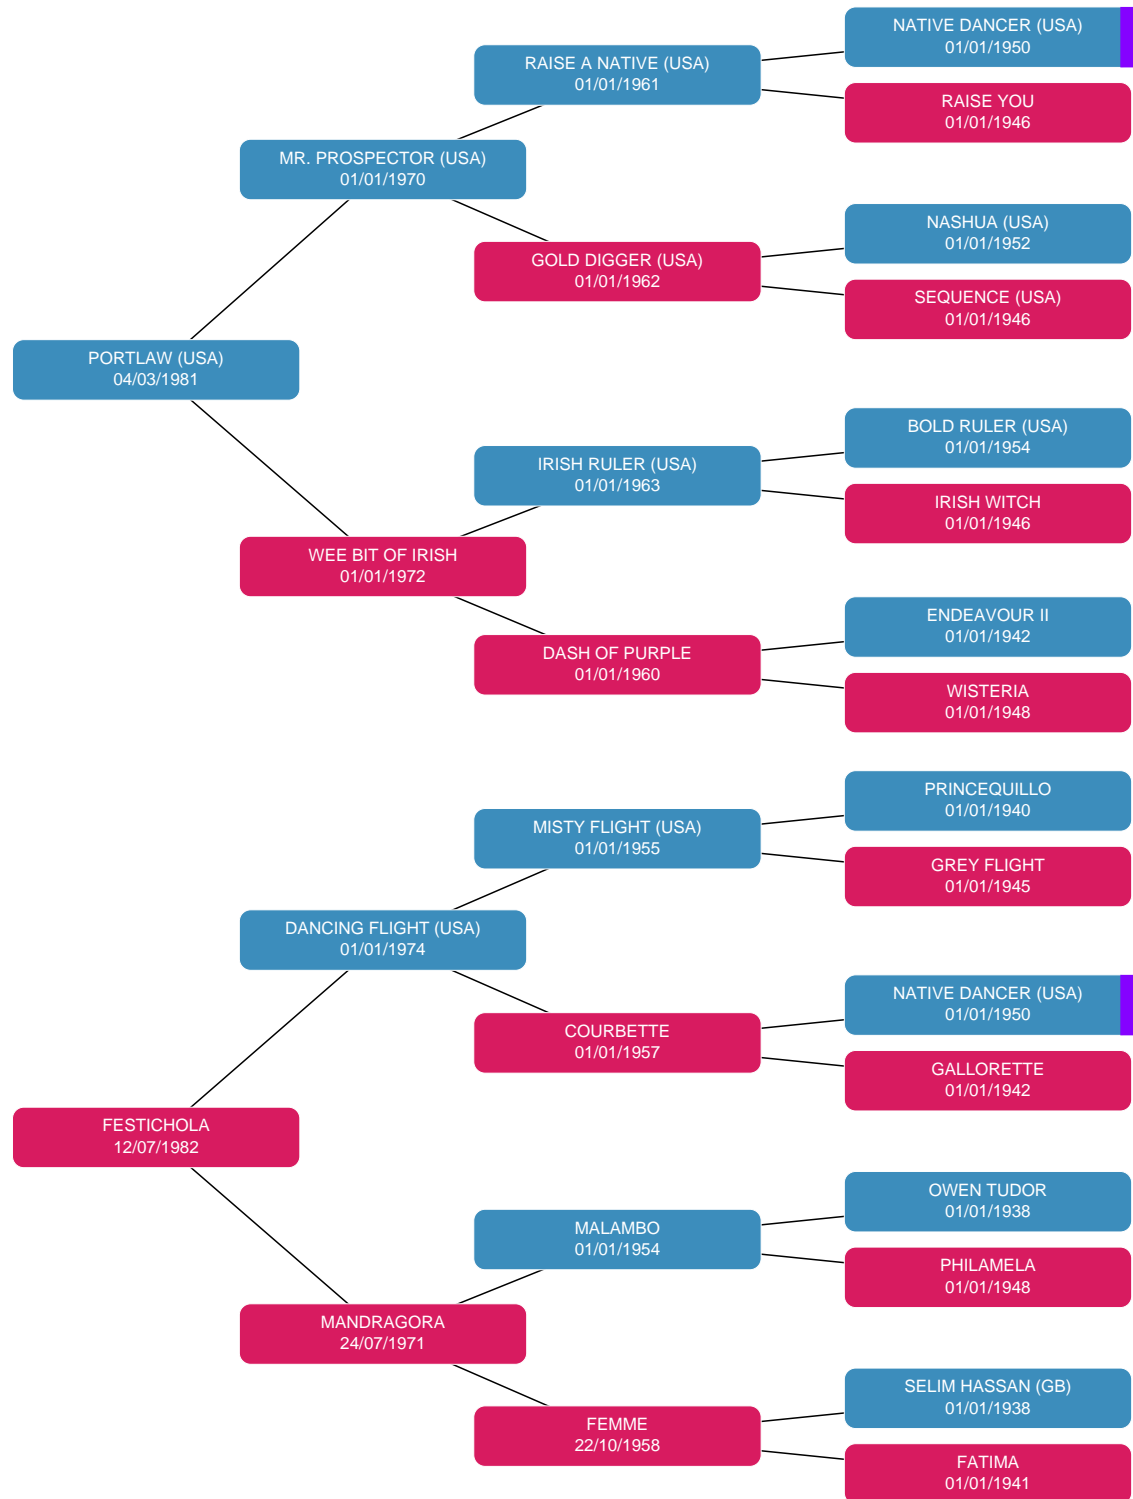 NATIVE DANCER (USA)
01/01/1950
RAISE A NATIVE (USA)
01/01/1961
RAISE YOU
01/01/1946
MR. PROSPECTOR (USA)
01/01/1970
NASHUA (USA)
01/01/1952
GOLD DIGGER (USA)
01/01/1962
SEQUENCE (USA)
01/01/1946
PORTLAW (USA)
04/03/1981
BOLD RULER (USA)
01/01/1954
IRISH RULER (USA)
01/01/1963
IRISH WITCH
01/01/1946
WEE BIT OF IRISH
01/01/1972
ENDEAVOUR II
01/01/1942
DASH OF PURPLE
01/01/1960
WISTERIA
01/01/1948
PRINCEQUILLO
01/01/1940
MISTY FLIGHT (USA)
01/01/1955
GREY FLIGHT
01/01/1945
DANCING FLIGHT (USA)
01/01/1974
NATIVE DANCER (USA)
01/01/1950
COURBETTE
01/01/1957
GALLORETTE
01/01/1942
FESTICHOLA
12/07/1982
OWEN TUDOR
01/01/1938
MALAMBO
01/01/1954
PHILAMELA
01/01/1948
MANDRAGORA
24/07/1971
SELIM HASSAN (GB)
01/01/1938
FEMME
22/10/1958
FATIMA
01/01/1941